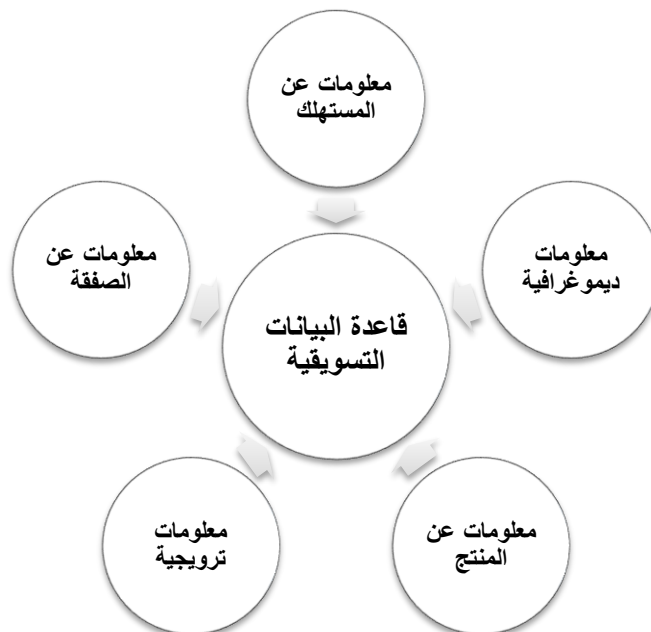 معلومات عن
المستهلك
معلومات
ديموغرافية
معلومات عن
الصفقة
قاعدة البيانات
التسويقية
معلومات عن
المنتج
معلومات
ترويجية